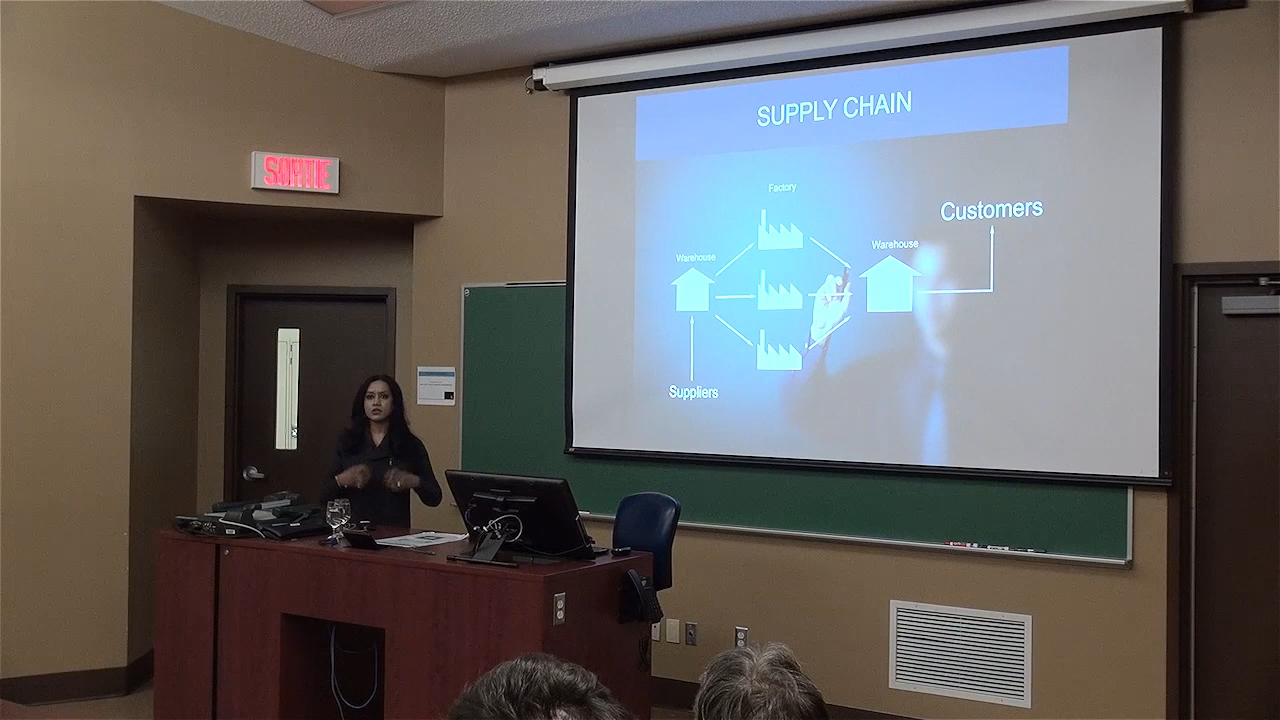 SUPPLY CHAIN
SORTIE
Factory
Customers
Warehouse
Warehouse
Suppliers